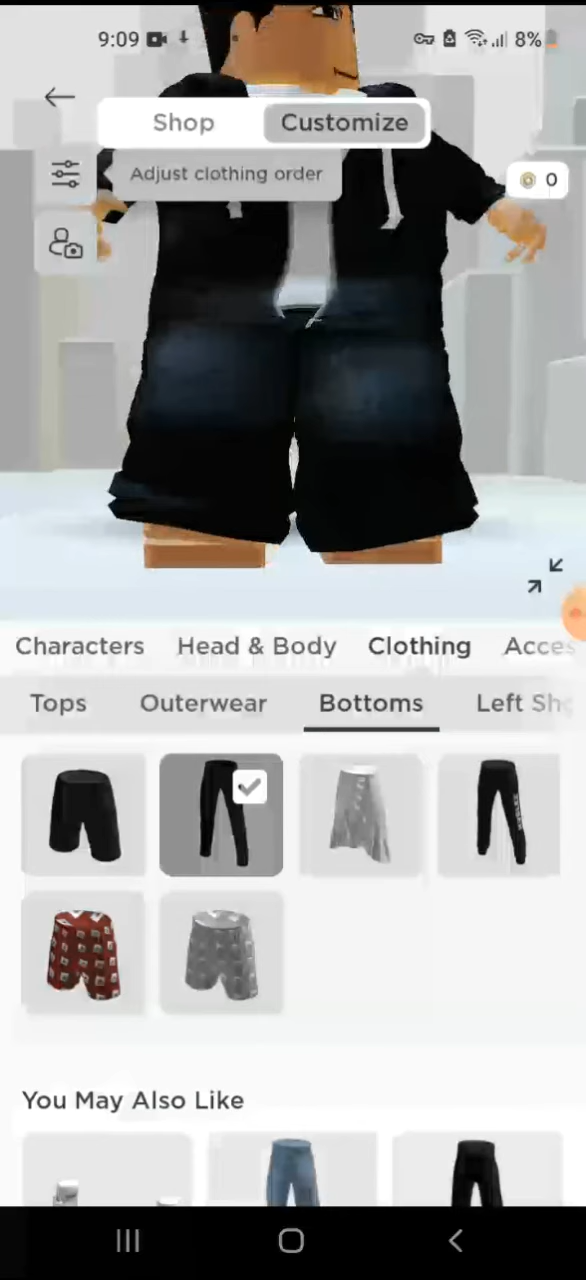 9:09
8%
Shop
Customize
Adjust clothing order
0
Characters
Head & Body
Clothing
Acces
Tops
Outerwear
Bottoms
Left Sh
You May Also Like